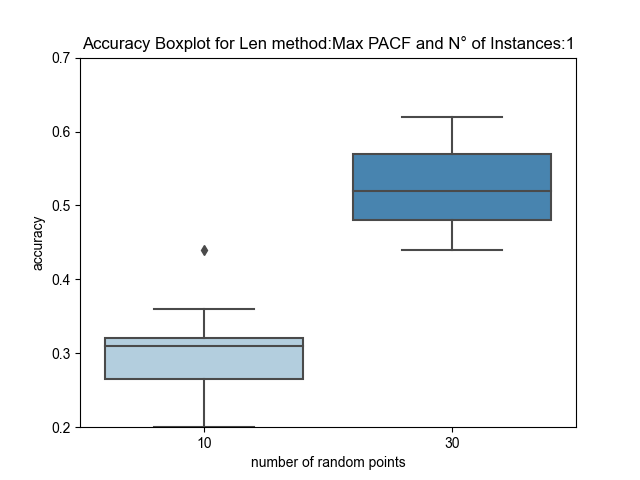 Accuracy Boxplot for Len method:Max PACF and N° of Instances:1
0.7
0.6
0.5
0.4
0.3
0.2
accuracy
10
30
number of random points